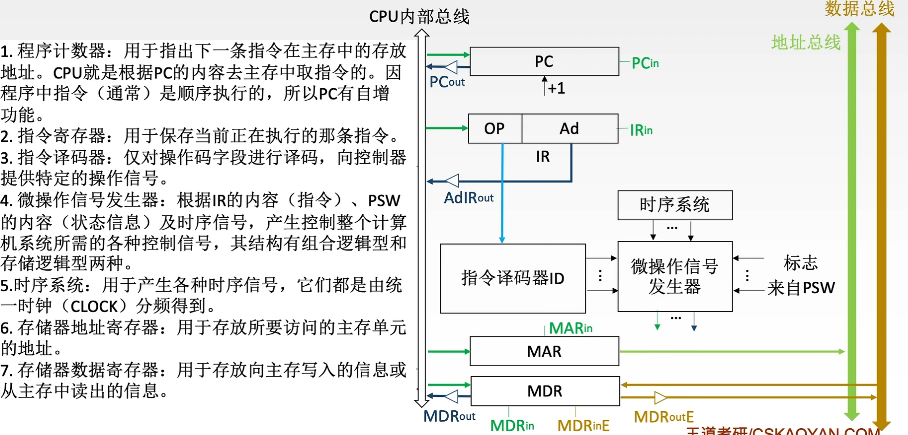 CPU内部总线
数据总线
地址总线
1. 程序计数器：用于指出下一条指令在主存中的存放
地址。CPU就是根据PC的内容去主存中取指令的。因
程序中指令（通常）是顺序执行的，所以PC有自增
功能。
2. 指令寄存器：用于保存当前正在执行的那条指令。
3. 指令译码器：仅对操作码字段进行译码，向控制器
提供特定的操作信号。
4. 微操作信号发生器：根据IR的内容（指令）、PSW
的内容（状态信息）及时序信号，产生控制整个计算
机系统所需的各种控制信号，其结构有组合逻辑型和
存储逻辑型两种。
5.时序系统：用于产生各种时序信号，它们都是由统
一时钟（CLOCK）分频得到。
6. 存储器地址寄存器：用于存放所要访问的主存单元
的地址。
7. 存储器数据寄存器：用于存放向主存写入的信息或
从主存中读出的信息。
PC
PCin
PCout
+1
OP Ad
IRin
IR
AdIRout
时序系统
...
指令译码器ID
...
微操作信号
发生器
...
标志
来自PSW
...
MARin
MAR
MDR
MDRout
MDRin
MDRinE
MDRoutE
王道考研/CSKAOYAN.COM